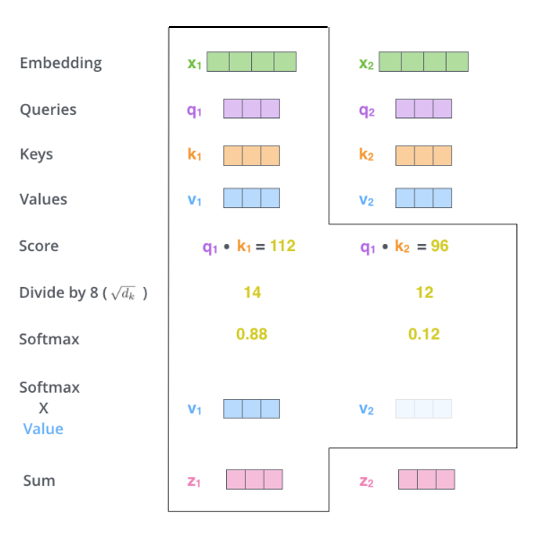 Embedding x₁ x₂
Queries q₁ q₂
Keys k₁ k₂
Values v₁ v₂
Score q₁ • k₁ = 112 q₁ • k₂ = 96
Divide by 8 ( √dₖ ) 14 12
Softmax 0.88 0.12
Softmax
X
Value v₁ v₂
Sum z₁ z₂